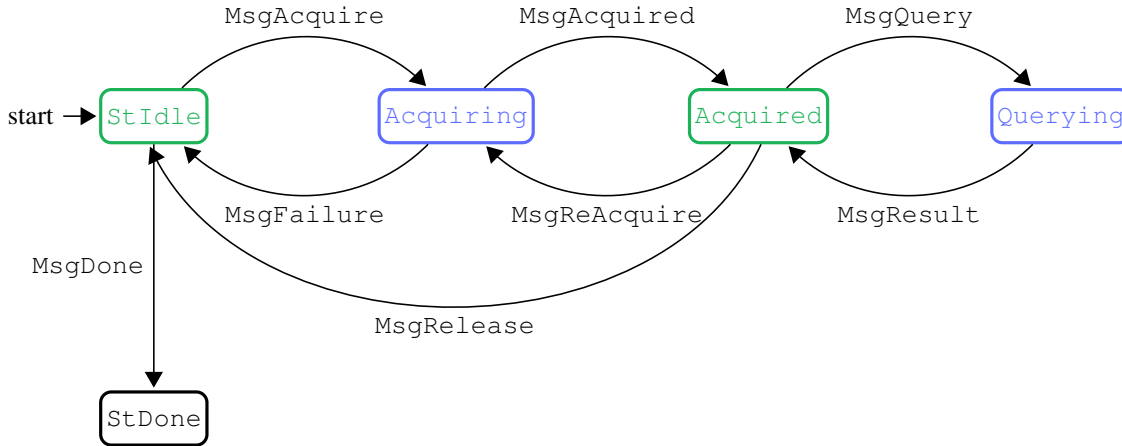 MsgAcquire
MsgAcquired
MsgQuery
start
StIdle
Acquiring
Acquired
Querying
MsgFailure
MsgReAcquire
MsgResult
MsgDone
MsgRelease
StDone